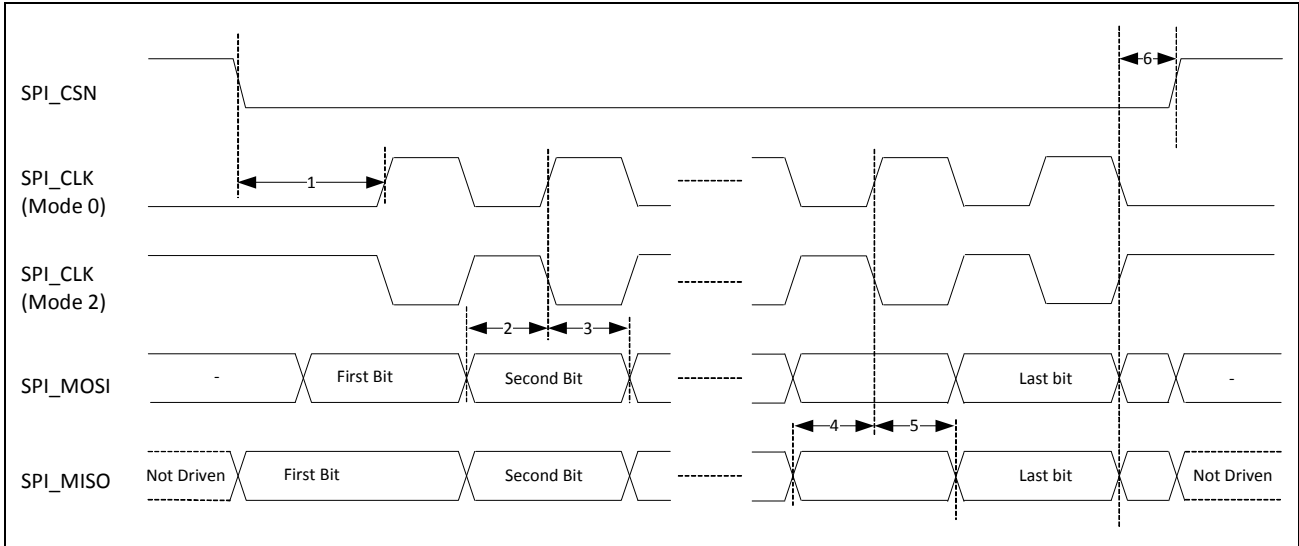 SPI_CSN
6
SPI_CLK
(Mode 0)
1
SPI_CLK
(Mode 2)
2
3
SPI_MOSI
-
First Bit
Second Bit
Last bit
-
4
5
SPI_MISO
Not Driven
First Bit
Second Bit
Last bit
Not Driven